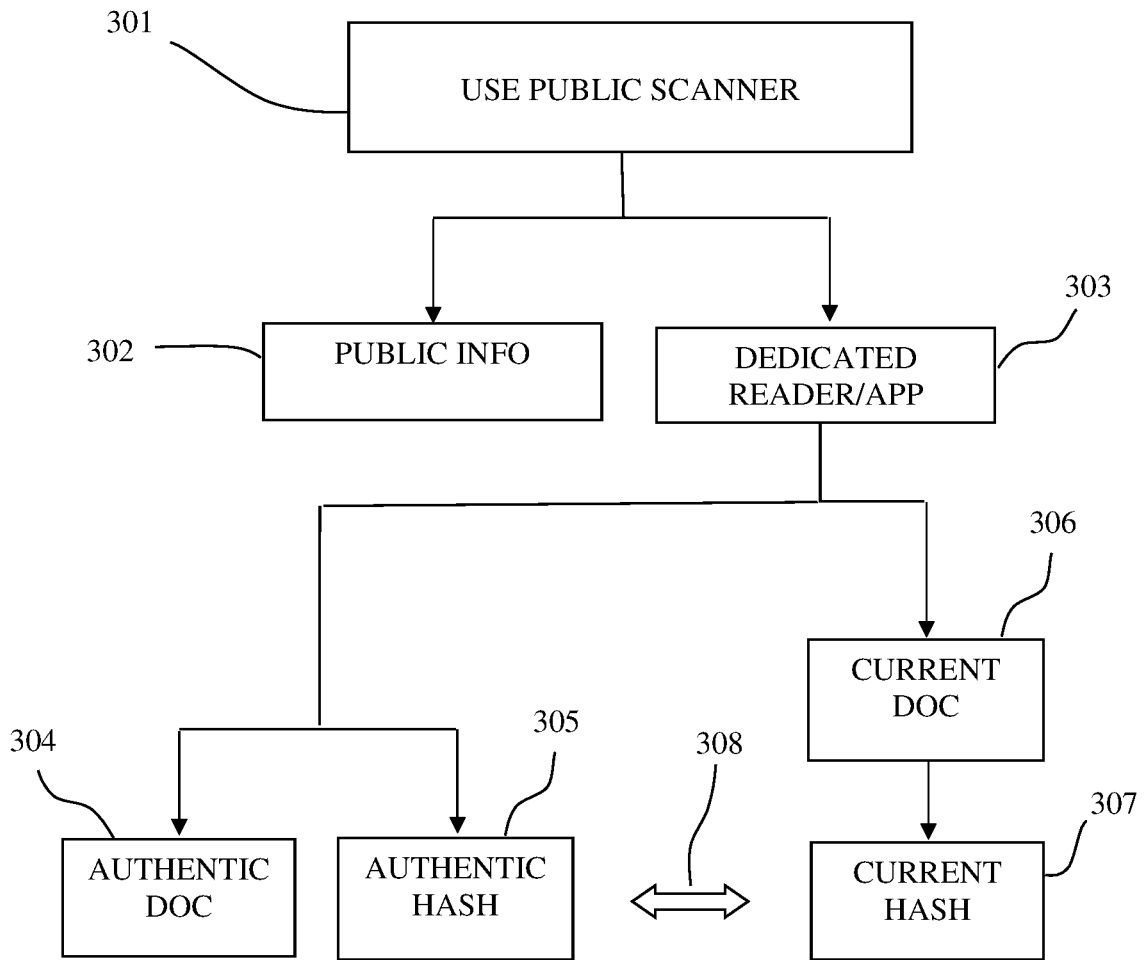 301
USE PUBLIC SCANNER
303
302
PUBLIC INFO
DEDICATED
READER/APP
306
CURRENT
DOC
304
305
308
307
AUTHENTIC
DOC
AUTHENTIC
HASH
CURRENT
HASH